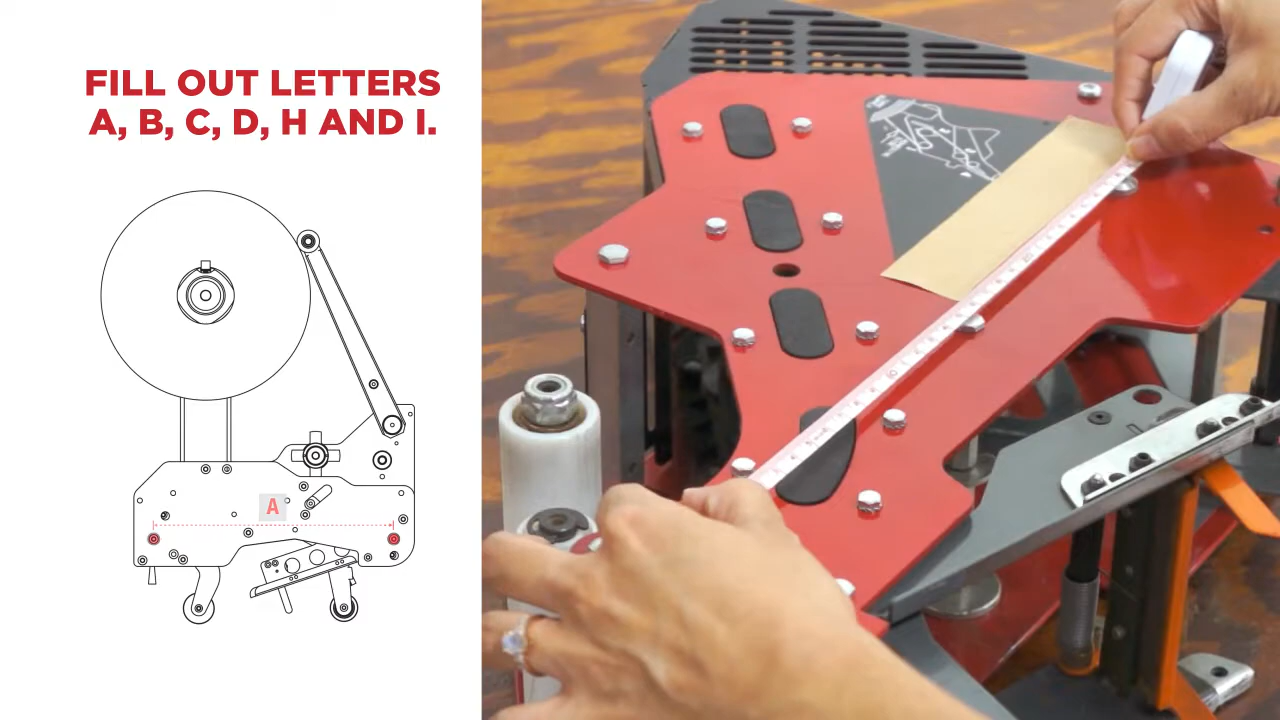 FILL OUT LETTERS
A, B, C, D, H AND I.
A